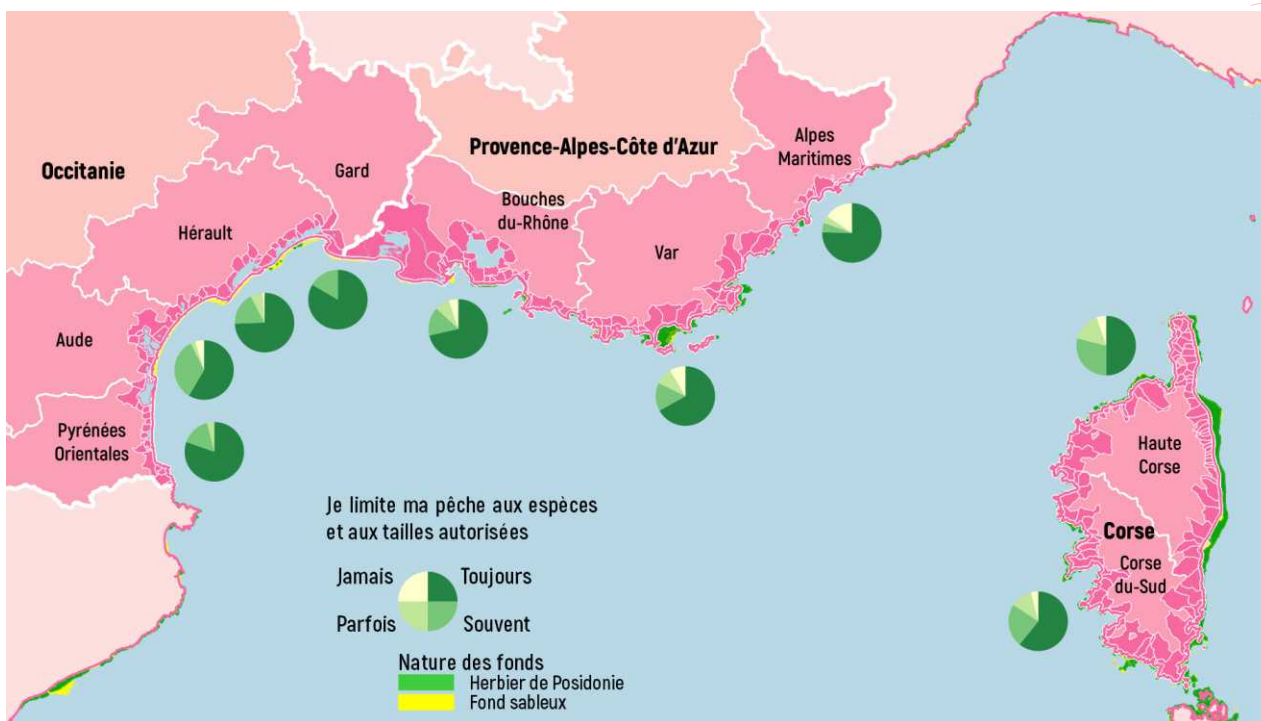 Occitanie
Provence-Alpes-Côte d'Azur
Alpes
Maritimes
Gard
Bouches
du-Rhône
Hérault
Var
Aude
Pyrénées
Orientales
Haute
Corse
Corse
Corse
du-Sud
Je limite ma pêche aux espèces
et aux tailles autorisées
Jamais Toujours
Parfois Souvent
Nature des fonds
Herbier de Posidonie
Fond sableux